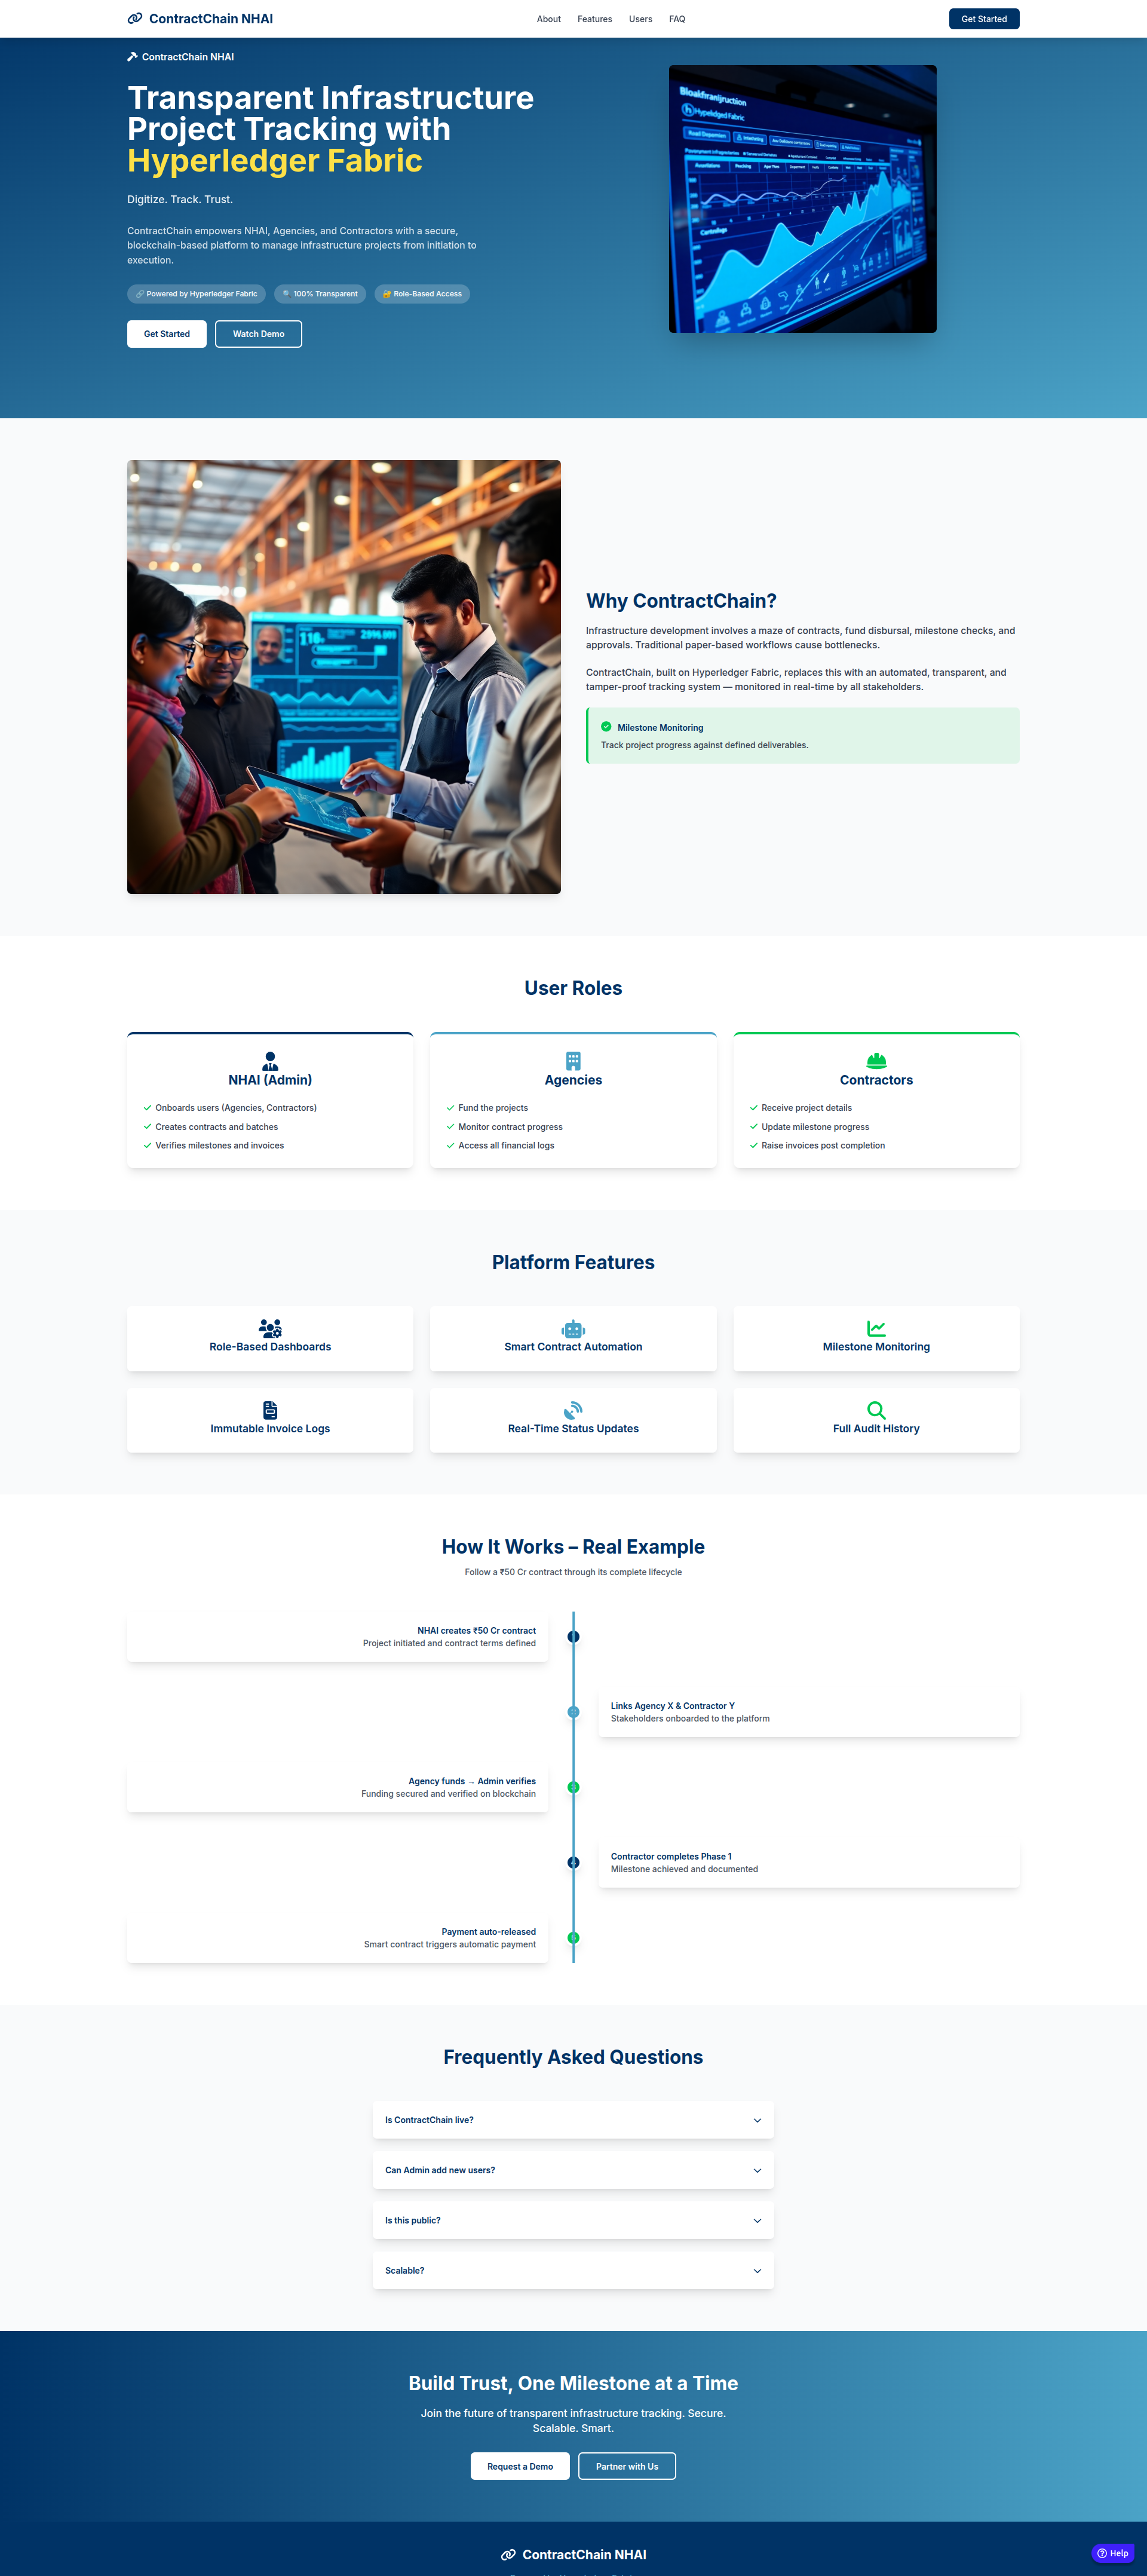 ContractChain NHAI
About
Features
Users
FAQ
Get Started
ContractChain NHAI
Transparent Infrastructure
Project Tracking with
Hyperledger Fabric
Digitize. Track. Trust.
ContractChain empowers NHAI, Agencies, and Contractors with a secure,
blockchain-based platform to manage infrastructure projects from initiation to
execution.
🔗 Powered by Hyperledger Fabric
🔍 100% Transparent
🔐 Role-Based Access
Get Started
Watch Demo
Why ContractChain?
Infrastructure development involves a maze of contracts, fund disbursal, milestone checks, and
approvals. Traditional paper-based workflows cause bottlenecks.
ContractChain, built on Hyperledger Fabric, replaces this with an automated, transparent, and
tamper-proof tracking system — monitored in real-time by all stakeholders.
Milestone Monitoring
Track project progress against defined deliverables.
User Roles
NHAI (Admin)
Onboards users (Agencies, Contractors)
Creates contracts and batches
Verifies milestones and invoices
Agencies
Fund the projects
Monitor contract progress
Access all financial logs
Contractors
Receive project details
Update milestone progress
Raise invoices post completion
Platform Features
Role-Based Dashboards
Smart Contract Automation
Milestone Monitoring
Immutable Invoice Logs
Real-Time Status Updates
Full Audit History
How It Works – Real Example
Follow a ₹50 Cr contract through its complete lifecycle
NHAI creates ₹50 Cr contract
Project initiated and contract terms defined
Links Agency X & Contractor Y
Stakeholders onboarded to the platform
Agency funds → Admin verifies
Funding secured and verified on blockchain
Contractor completes Phase 1
Milestone achieved and documented
Payment auto-released
Smart contract triggers automatic payment
Frequently Asked Questions
Is ContractChain live?
Can Admin add new users?
Is this public?
Scalable?
Build Trust, One Milestone at a Time
Join the future of transparent infrastructure tracking. Secure.
Scalable. Smart.
Request a Demo
Partner with Us
ContractChain NHAI
Help